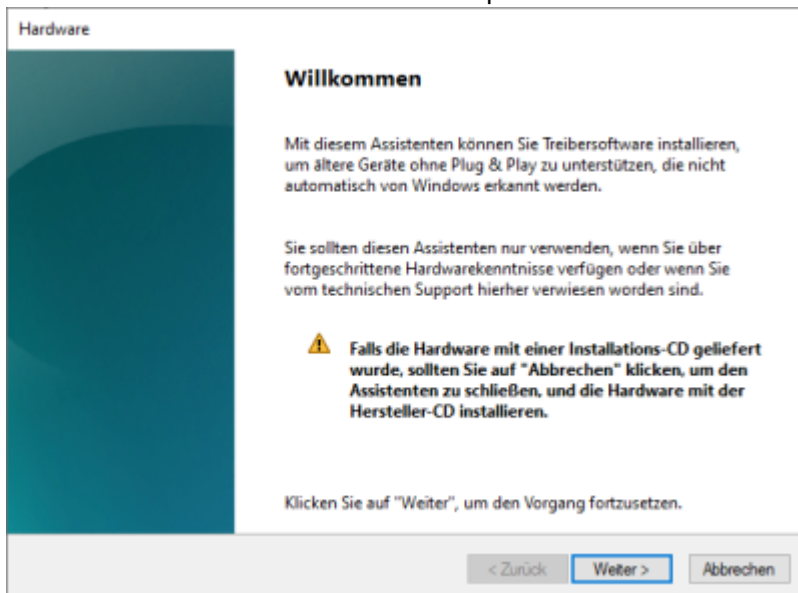 Hardware
Willkommen
Mit diesem Assistenten können Sie Treibersoftware installieren,
um ältere Geräte ohne Plug & Play zu unterstützen, die nicht
automatisch von Windows erkannt werden.
Sie sollten diesen Assistenten nur verwenden, wenn Sie über
fortgeschrittene Hardwarekenntnisse verfügen oder wenn Sie
vom technischen Support hierher verwiesen worden sind.
Falls die Hardware mit einer Installations-CD geliefert
wurde, sollten Sie auf "Abbrechen" klicken, um den
Assistenten zu schließen, und die Hardware mit der
Hersteller-CD installieren.
Klicken Sie auf "Weiter", um den Vorgang fortzusetzen.
< Zurück Weiter > Abbrechen